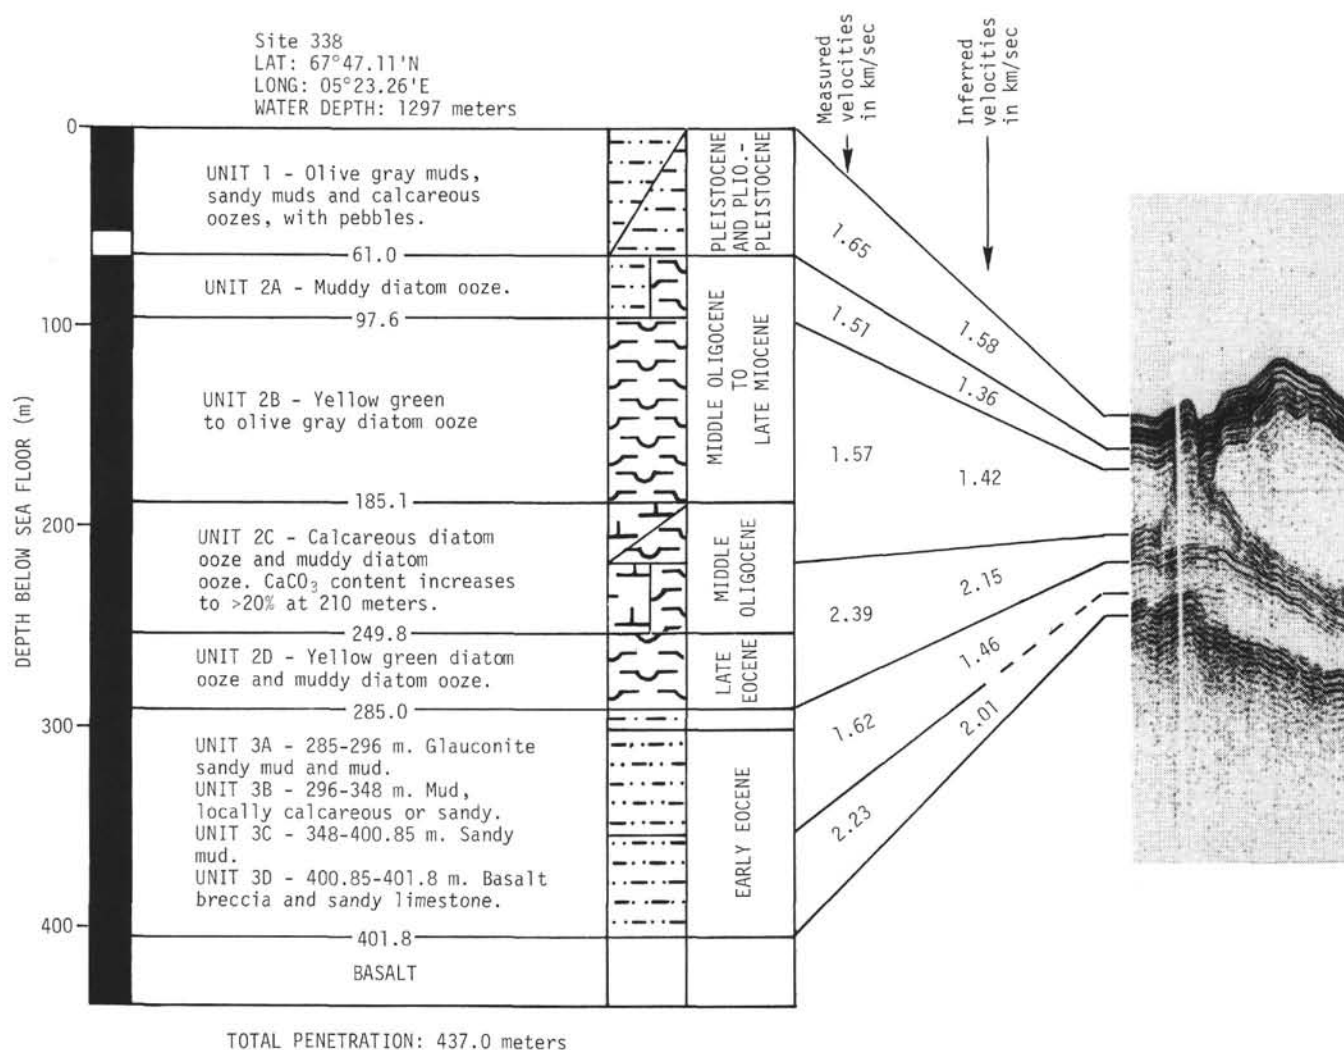 Site 338
LAT: 67°47.11'N
LONG: 05°23.26'E
WATER DEPTH: 1297 meters
Measured
velocities
in km/sec
Inferred
velocities
in km/sec
DEPTH BELOW SEA FLOOR (m)
0
100
200
300
400
UNIT 1 - Olive gray muds,
sandy muds and calcareous
oozes, with pebbles.
61.0
UNIT 2A - Muddy diatom ooze.
97.6
UNIT 2B - Yellow green
to olive gray diatom ooze
185.1
UNIT 2C - Calcareous diatom
ooze and muddy diatom
ooze. CaCO₃ content increases
to >20% at 210 meters.
249.8
UNIT 2D - Yellow green diatom
ooze and muddy diatom ooze.
285.0
UNIT 3A - 285-296 m. Glauconite
sandy mud and mud.
UNIT 3B - 296-348 m. Mud,
locally calcareous or sandy.
UNIT 3C - 348-400.85 m. Sandy
mud.
UNIT 3D - 400.85-401.8 m. Basalt
breccia and sandy limestone.
401.8
BASALT
PLEISTOCENE
AND PLIO.-
PLEISTOCENE
MIDDLE OLIGOCENE
TO
LATE MIOCENE
MIDDLE
OLIGOCENE
LATE
EOCENE
EARLY EOCENE
1.65
1.51
1.57
2.39
1.62
2.23
1.58
1.36
1.42
2.15
1.46
2.01
TOTAL PENETRATION: 437.0 meters